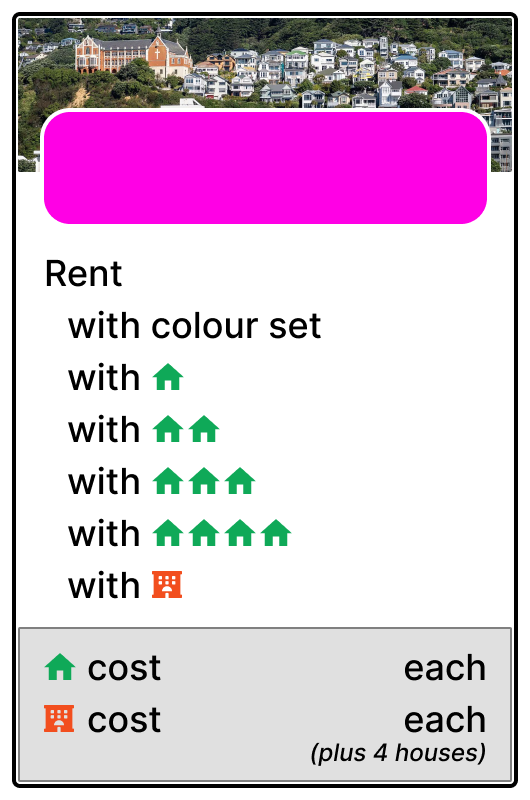 Rent
with colour set
with
with
with
with
with
cost each
cost each
(plus 4 houses)